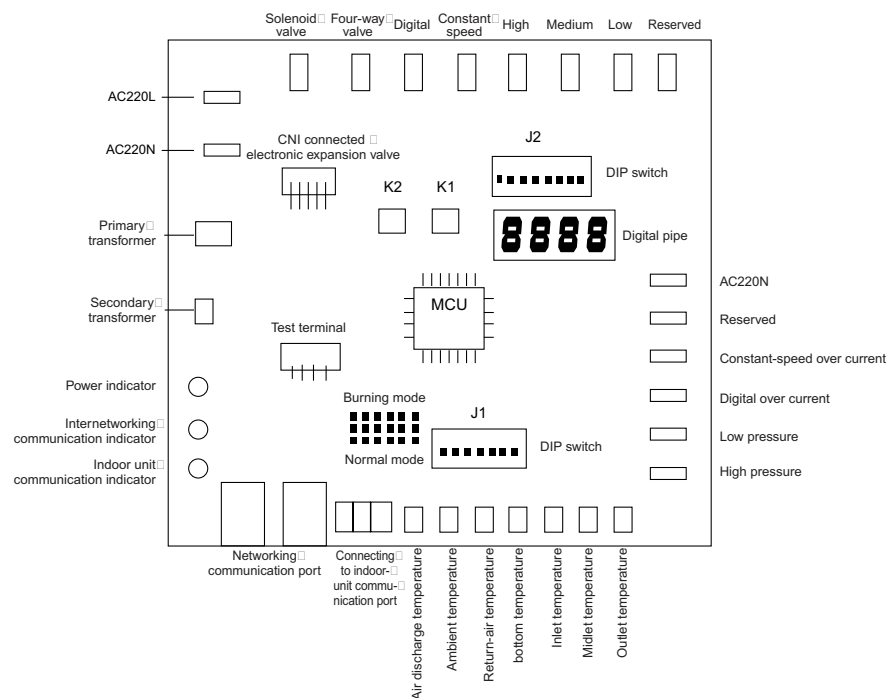 Solenoid
valve
Four-way
valve
Digital
Constant
speed
High
Medium
Low
Reserved
AC220L
AC220N
CNI connected
electronic expansion valve
J2
DIP switch
K2
K1
8888
Digital pipe
Primary
transformer
MCU
AC220N
Secondary
transformer
Reserved
Test terminal
Constant-speed over current
Power indicator
Burning mode
Digital over current
Internetworking
communication indicator
J1
Low pressure
Normal mode
DIP switch
Indoor unit
communication indicator
High pressure
Networking
communication port
Connecting
to indoor-
unit commu-
nication port
Air discharge temperature
Ambient temperature
Return-air temperature
bottom temperature
Inlet temperature
Midlet temperature
Outlet temperature